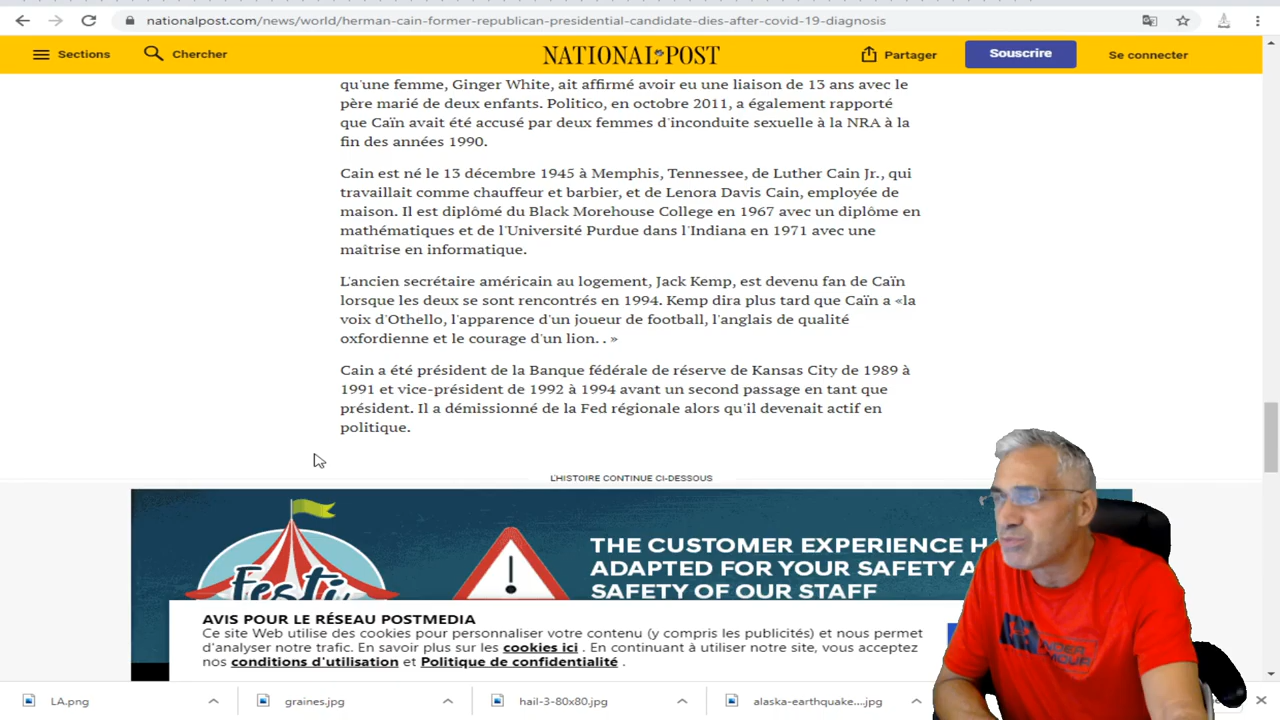 nationalpost.com/news/world/herman-cain-former-republican-presidential-candidate-dies-after-covid-19-diagnosis
Sections
Chercher
NATIONAL POST
Partager
Souscrire
Se connecter
qu'une femme, Ginger White, ait affirmé avoir eu une liaison de 13 ans avec le
père marié de deux enfants. Politico, en octobre 2011, a également rapporté
que Caïn avait été accusé par deux femmes d'inconduite sexuelle à la NRA à la
fin des années 1990.
Cain est né le 13 décembre 1945 à Memphis, Tennessee, de Luther Cain Jr., qui
travaillait comme chauffeur et barbier, et de Lenora Davis Cain, employée de
maison. Il est diplômé du Black Morehouse College en 1967 avec un diplôme en
mathématiques et de l'Université Purdue dans l'Indiana en 1971 avec une
maîtrise en informatique.
L'ancien secrétaire américain au logement, Jack Kemp, est devenu fan de Caïn
lorsque les deux se sont rencontrés en 1994. Kemp dira plus tard que Caïn a «la
voix d'Othello, l'apparence d'un joueur de football, l'anglais de qualité
oxfordienne et le courage d'un lion. . »
Cain a été président de la Banque fédérale de réserve de Kansas City de 1989 à
1991 et vice-président de 1992 à 1994 avant un second passage en tant que
président. Il a démissionné de la Fed régionale alors qu'il devenait actif en
politique.
L'HISTOIRE CONTINUE CI-DESSOUS
Festi
THE CUSTOMER EXPERIENCE HA
ADAPTED FOR YOUR SAFETY A
SAFETY OF OUR STAFF
AVIS POUR LE RÉSEAU POSTMEDIA
Ce site Web utilise des cookies pour personnaliser votre contenu (y compris les publicités) et nous permet
d'analyser notre trafic. En savoir plus sur les cookies ici . En continuant à utiliser notre site, vous acceptez
nos conditions d'utilisation et Politique de confidentialité .
UNDER
ARMOUR
LA.png
graines.jpg
hail-3-80x80.jpg
alaska-earthquake....jpg